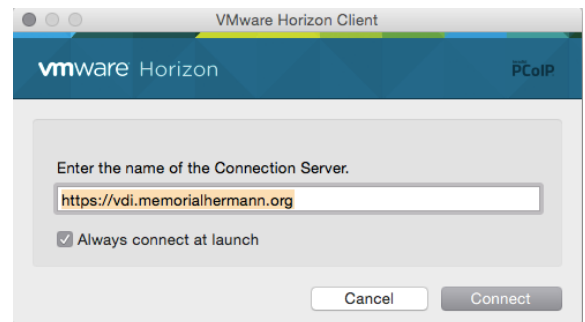 VMware Horizon Client
vmware Horizon
PCoIP
Enter the name of the Connection Server.
https://vdi.memorialhermann.org
Always connect at launch
Cancel Connect